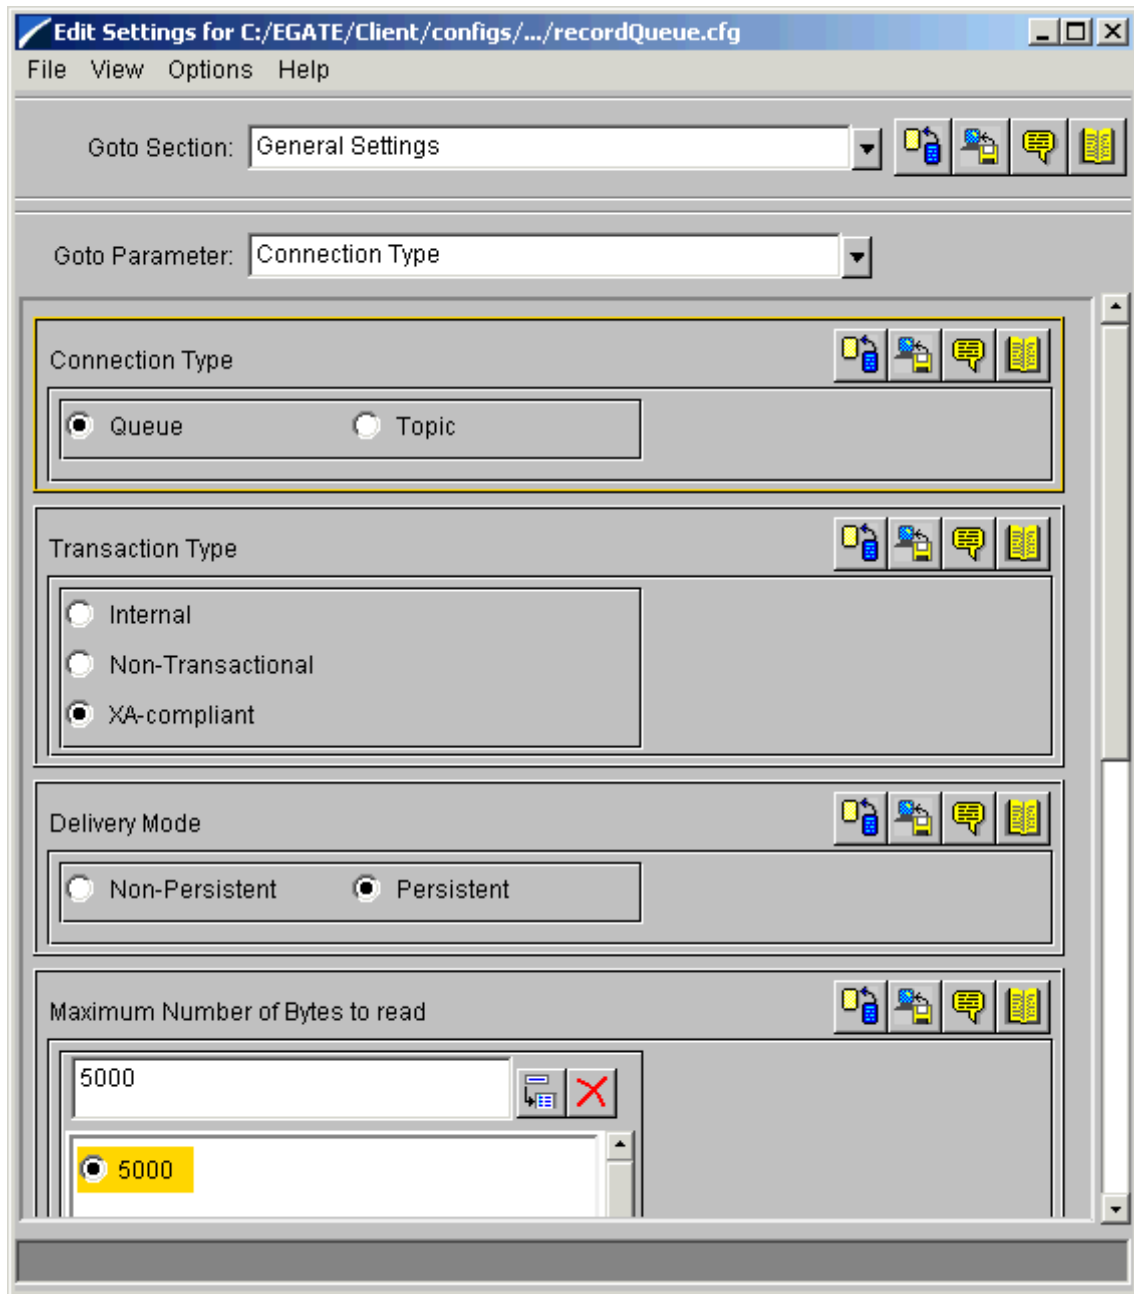 Edit Settings for C:/EGATE/Client/configs/.../recordQueue.cfg
File View Options Help
Goto Section: General Settings
Goto Parameter: Connection Type
Connection Type
Queue Topic
Transaction Type
Internal
Non-Transactional
XA-compliant
Delivery Mode
Non-Persistent Persistent
Maximum Number of Bytes to read
5000
5000